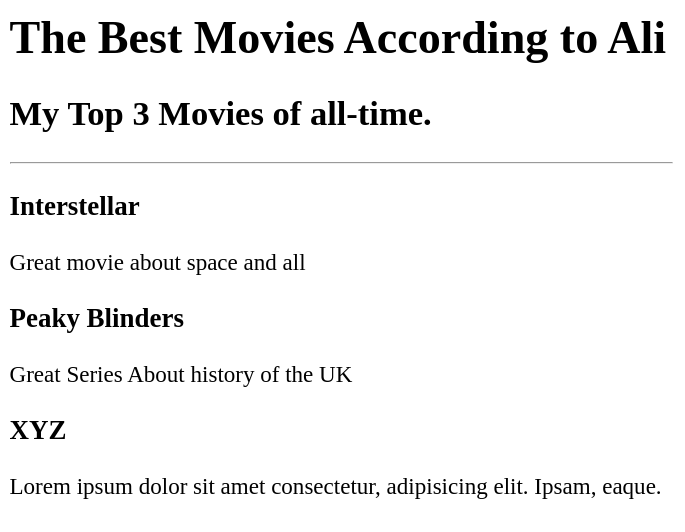 The Best Movies According to Ali
My Top 3 Movies of all-time.
Interstellar
Great movie about space and all
Peaky Blinders
Great Series About history of the UK
XYZ
Lorem ipsum dolor sit amet consectetur, adipisicing elit. Ipsam, eaque.